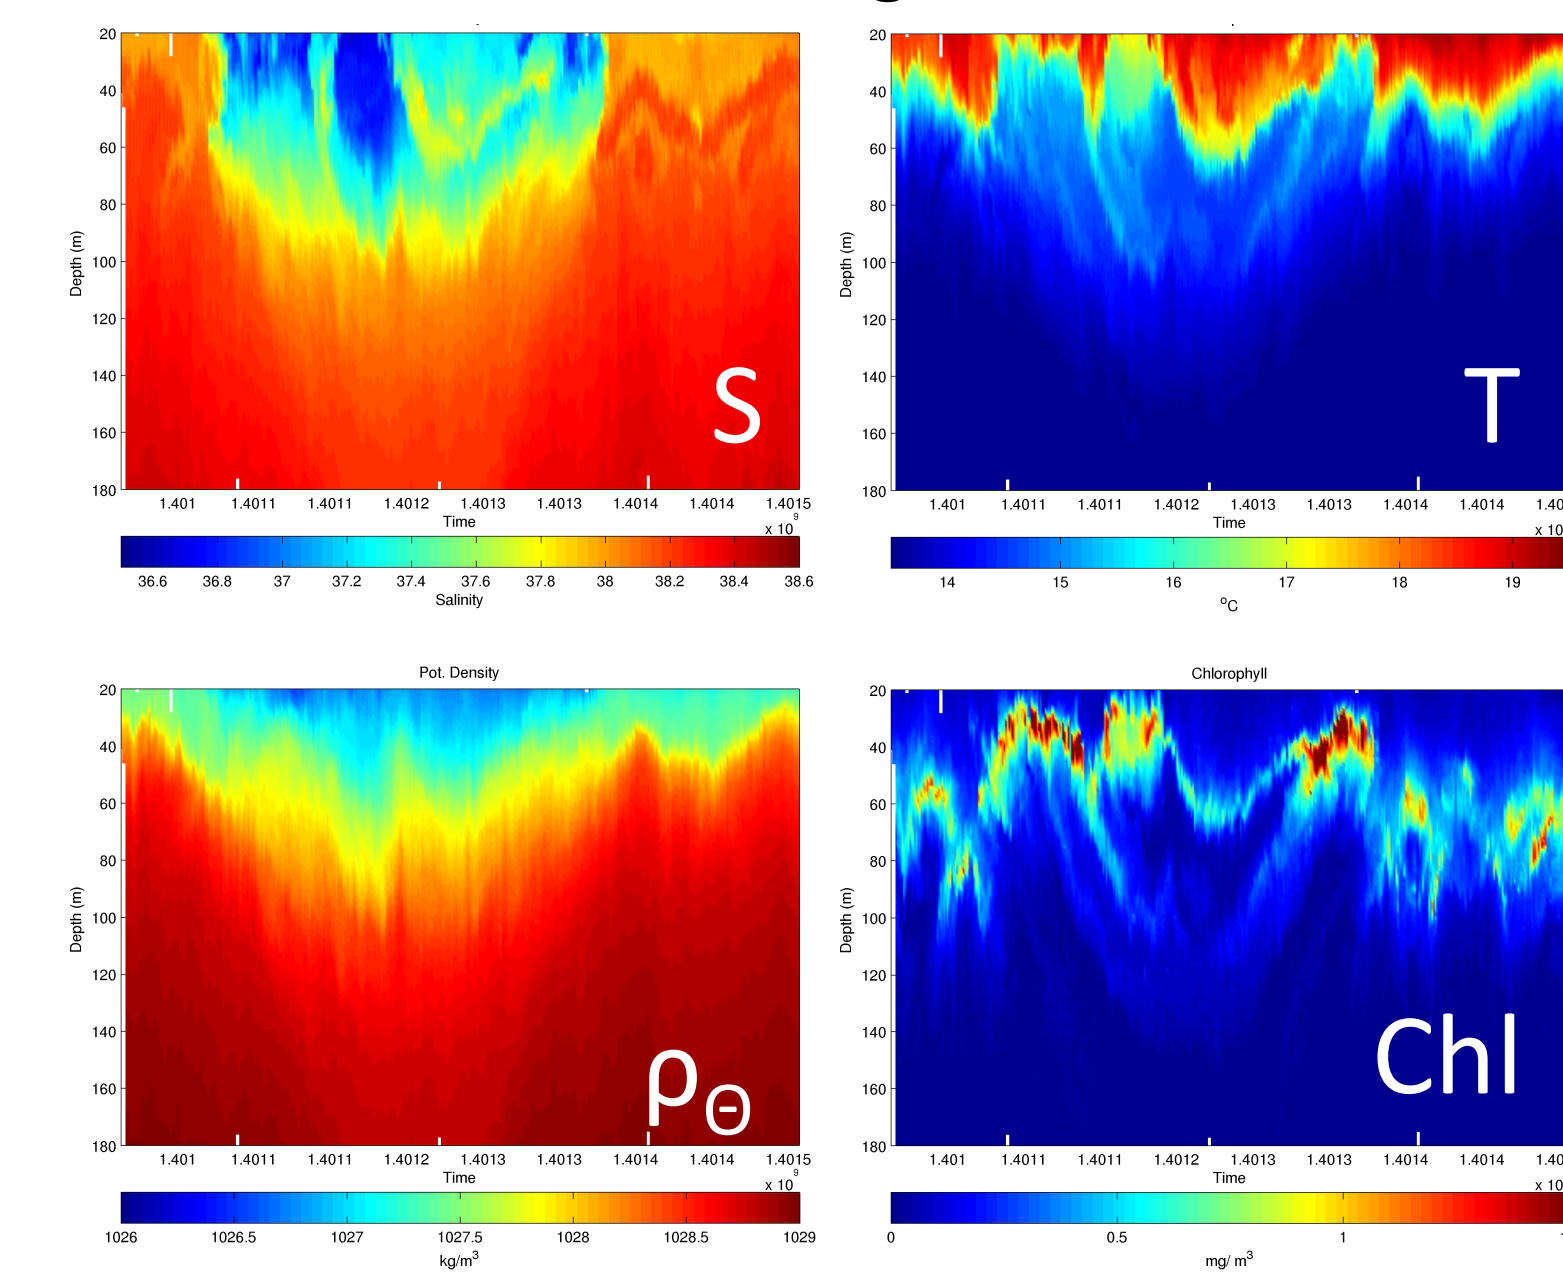 20
40
60
80
100
120
140
160
180
Depth (m)
S
1.401 1.4011 1.4011 1.4012 1.4013 1.4013 1.4014 1.4014 1.4015
Time
x 10⁹
36.6 36.8 37 37.2 37.4 37.6 37.8 38 38.2 38.4 38.6
Salinity
20
40
60
80
100
120
140
160
180
Depth (m)
T
1.401 1.4011 1.4011 1.4012 1.4013 1.4013 1.4014 1.4014 1.40
Time
x 10
14 15 16 17 18 19
°C
Pot. Density
20
40
60
80
100
120
140
160
180
Depth (m)
ρΘ
1.401 1.4011 1.4011 1.4012 1.4013 1.4013 1.4014 1.4014 1.4015
Time
x 10⁹
1026 1026.5 1027 1027.5 1028 1028.5 1029
kg/m³
Chlorophyll
20
40
60
80
100
120
140
160
180
Depth (m)
Chl
1.401 1.4011 1.4011 1.4012 1.4013 1.4013 1.4014 1.4014 1.40
Time
x 10
0 0.5 1
mg/ m³